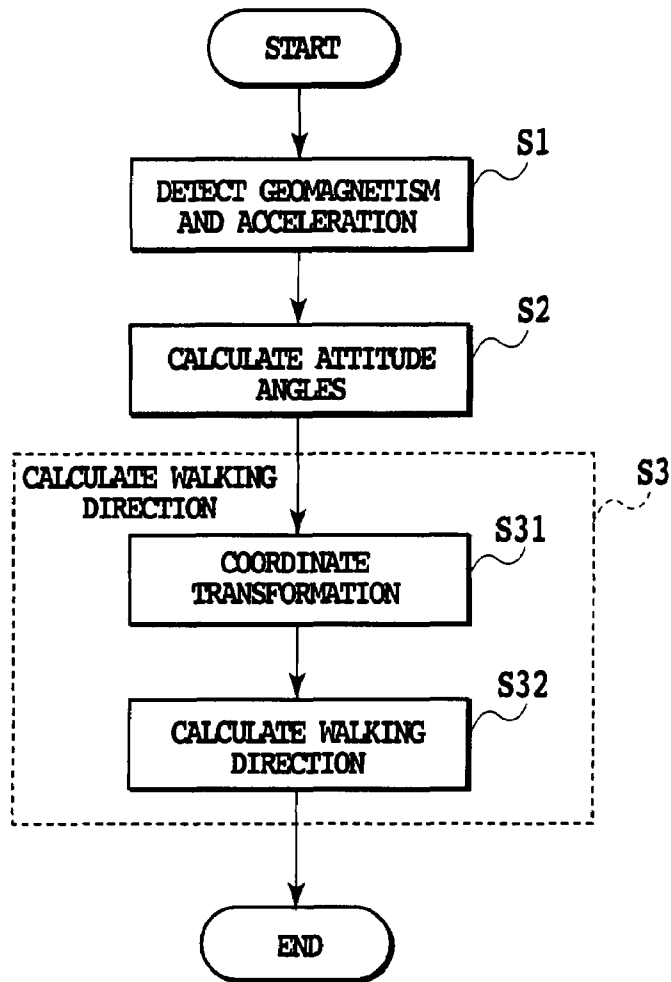 START
S1
DETECT GEOMAGNETISM
AND ACCELERATION
S2
CALCULATE ATTITUDE
ANGLES
CALCULATE WALKING
DIRECTION
S3
S31
COORDINATE
TRANSFORMATION
S32
CALCULATE WALKING
DIRECTION
END